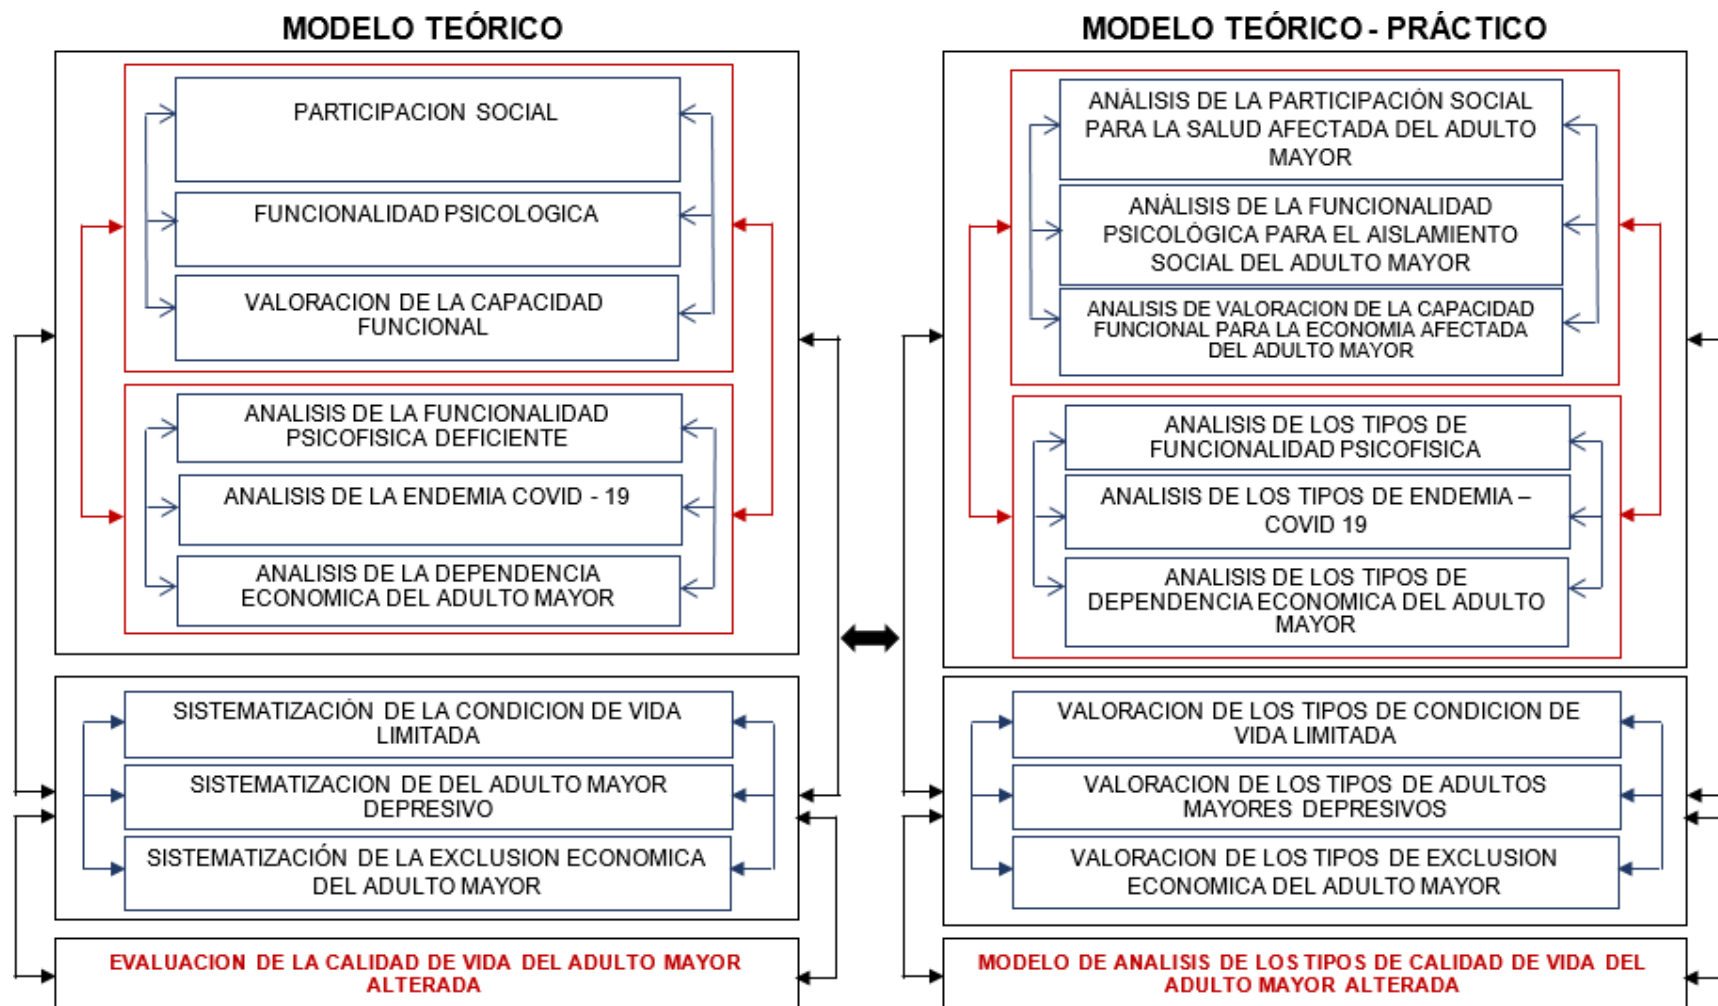 MODELO TEÓRICO
PARTICIPACION SOCIAL
FUNCIONALIDAD PSICOLOGICA
VALORACION DE LA CAPACIDAD
FUNCIONAL
ANALISIS DE LA FUNCIONALIDAD
PSICOFISICA DEFICIENTE
ANALISIS DE LA ENDEMIA COVID - 19
ANALISIS DE LA DEPENDENCIA
ECONOMICA DEL ADULTO MAYOR
SISTEMATIZACIÓN DE LA CONDICION DE VIDA
LIMITADA
SISTEMATIZACION DE DEL ADULTO MAYOR
DEPRESIVO
SISTEMATIZACIÓN DE LA EXCLUSION ECONOMICA
DEL ADULTO MAYOR
EVALUACION DE LA CALIDAD DE VIDA DEL ADULTO MAYOR
ALTERADA
MODELO TEÓRICO - PRÁCTICO
ANÁLISIS DE LA PARTICIPACIÓN SOCIAL
PARA LA SALUD AFECTADA DEL ADULTO
MAYOR
ANÁLISIS DE LA FUNCIONALIDAD
PSICOLÓGICA PARA EL AISLAMIENTO
SOCIAL DEL ADULTO MAYOR
ANALISIS DE VALORACION DE LA CAPACIDAD
FUNCIONAL PARA LA ECONOMIA AFECTADA
DEL ADULTO MAYOR
ANALISIS DE LOS TIPOS DE
FUNCIONALIDAD PSICOFISICA
ANALISIS DE LOS TIPOS DE ENDEMIA –
COVID 19
ANALISIS DE LOS TIPOS DE
DEPENDENCIA ECONOMICA DEL ADULTO
MAYOR
VALORACION DE LOS TIPOS DE CONDICION DE
VIDA LIMITADA
VALORACION DE LOS TIPOS DE ADULTOS
MAYORES DEPRESIVOS
VALORACION DE LOS TIPOS DE EXCLUSION
ECONOMICA DEL ADULTO MAYOR
MODELO DE ANALISIS DE LOS TIPOS DE CALIDAD DE VIDA DEL
ADULTO MAYOR ALTERADA